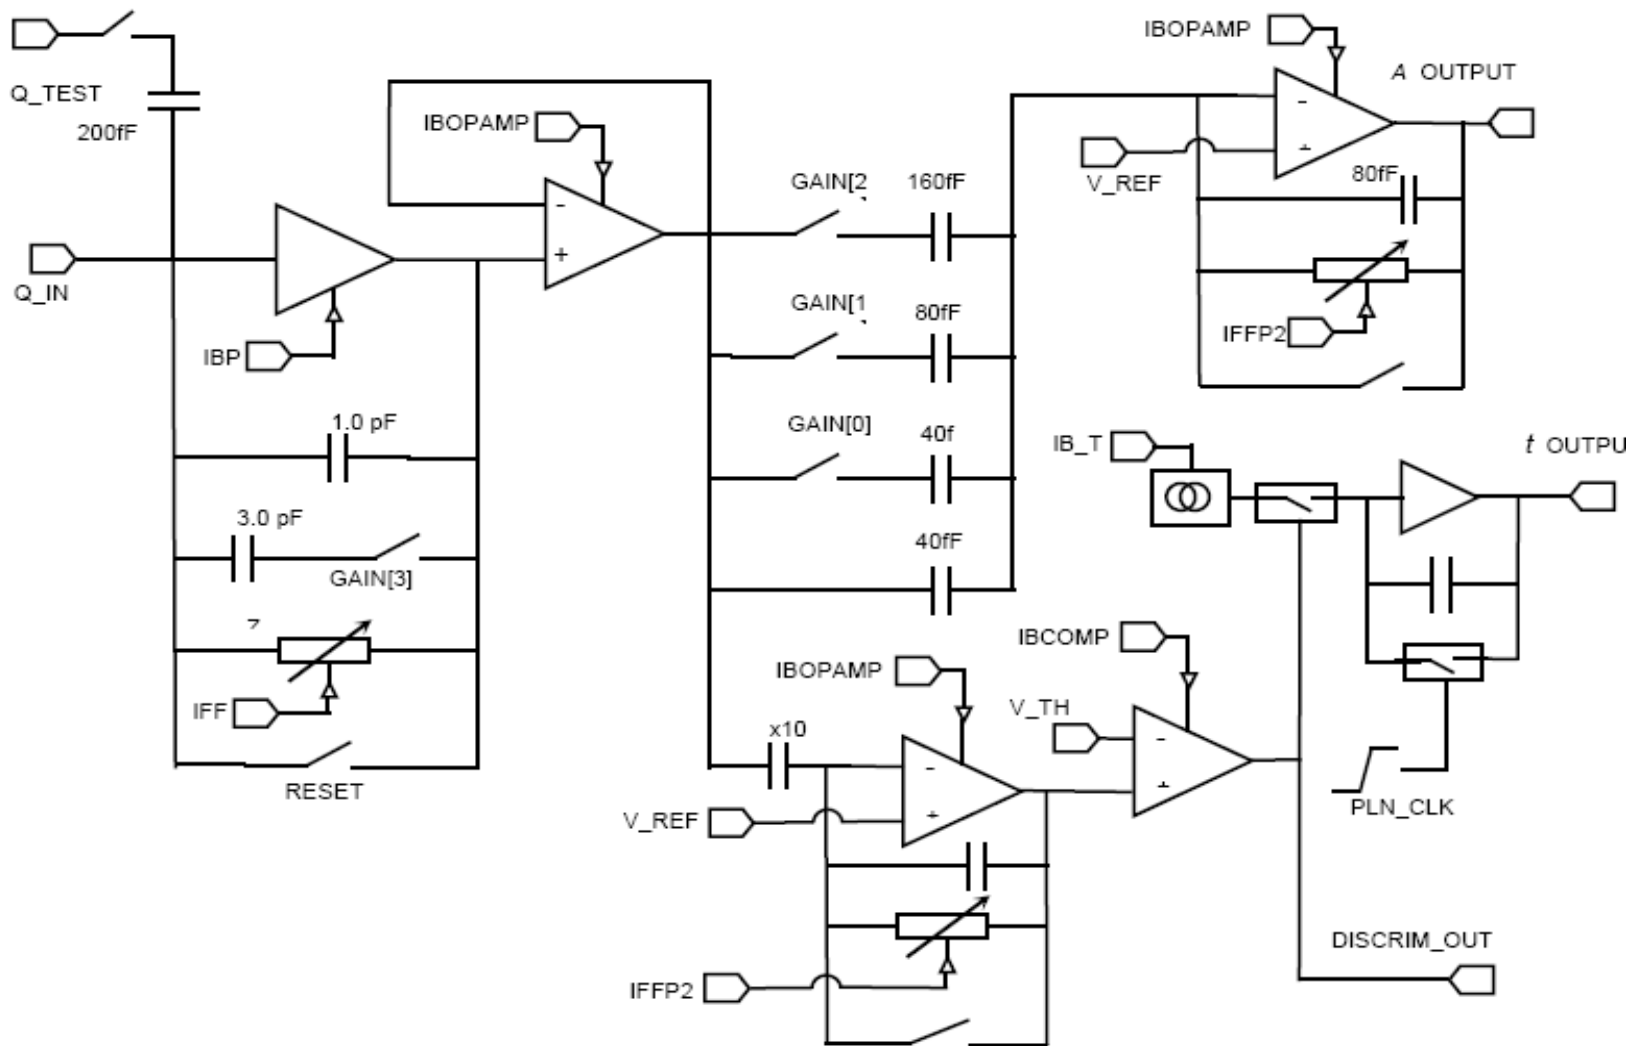 IBOPAMP
A OUTPUT
Q_TEST
200fF
IBOPAMP
V_REF
80fF
GAIN[2
160fF
Q_IN
GAIN[1
80fF
IFFP2
IBP
1.0 pF
GAIN[0]
40f
IB_T
t OUTPU
3.0 pF
GAIN[3]
40fF
IBCOMP
IBOPAMP
IFF
V_TH
x10
RESET
V_REF
PLN_CLK
DISCRIM_OUT
IFFP2